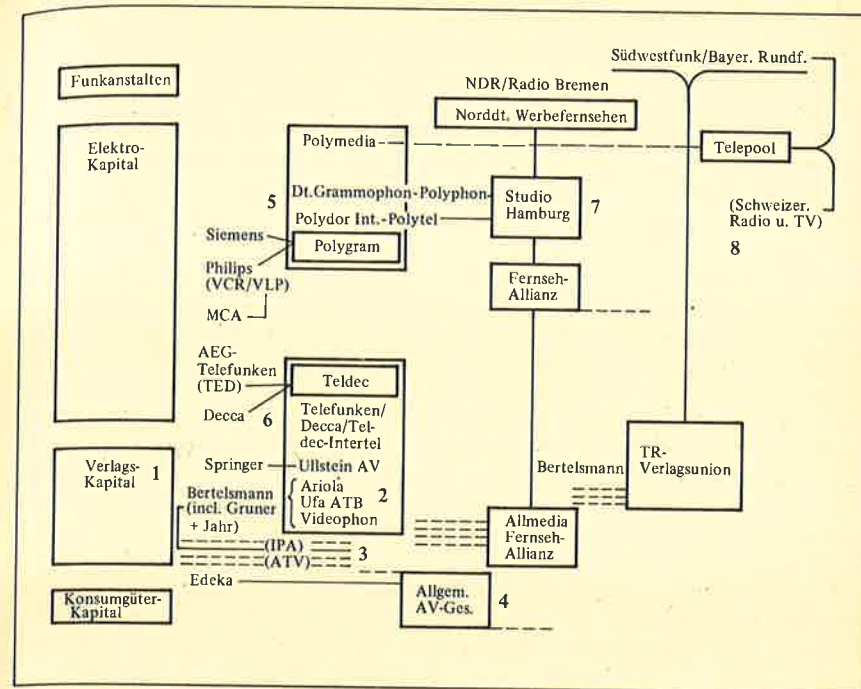 Südwestfunk/Bayer. Rundf.
Funkanstalten
NDR/Radio Bremen
Norddt. Werbefernsehen
Elektro-
Kapital
Polymedia
Telepool
5
Dt.Grammophon-Polyphon
Studio
Hamburg
7
Polydor Int.-Polytel
(Schweizer.
Radio u. TV)
8
Siemens
Polygram
Philips
(VCR/VLP)
Fernseh-
Allianz
MCA
AEG-
Telefunken
(TED)
Teldec
Decca
6
Telefunken/
Decca/Tel-
dec-Intertel
Verlags-
Kapital
1
Springer
Ullstein AV
Bertelsmann
TR-
Verlagsunion
Bertelsmann
(incl. Gruner
+ Jahr)
Ariola
Ufa ATB
Videophon
2
Allmedia
Fernseh-
Allianz
(IPA)
(ATV)
3
Edeka
Allgem.
AV-Ges.
4
Konsumgüter-
Kapital